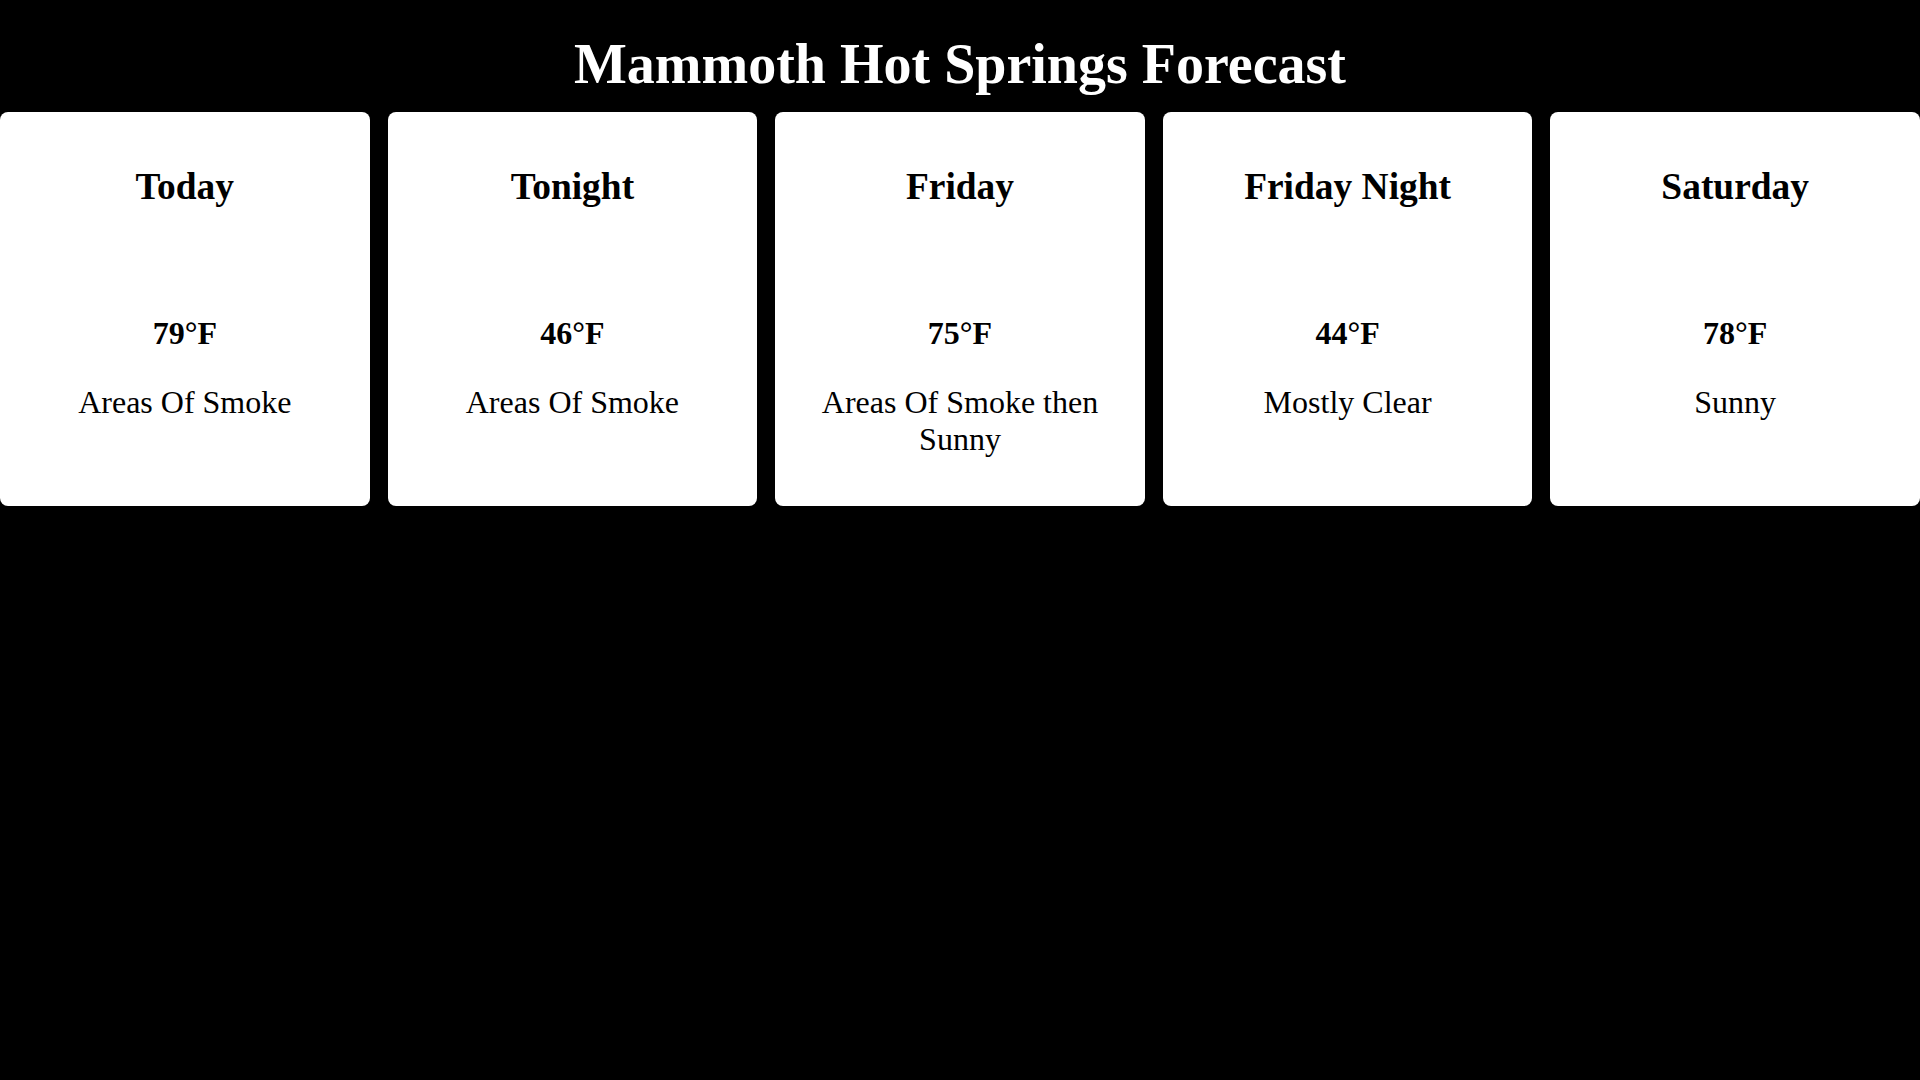 Mammoth Hot Springs Forecast
Today
79°F
Areas Of Smoke
Tonight
46°F
Areas Of Smoke
Friday
75°F
Areas Of Smoke then
Sunny
Friday Night
44°F
Mostly Clear
Saturday
78°F
Sunny